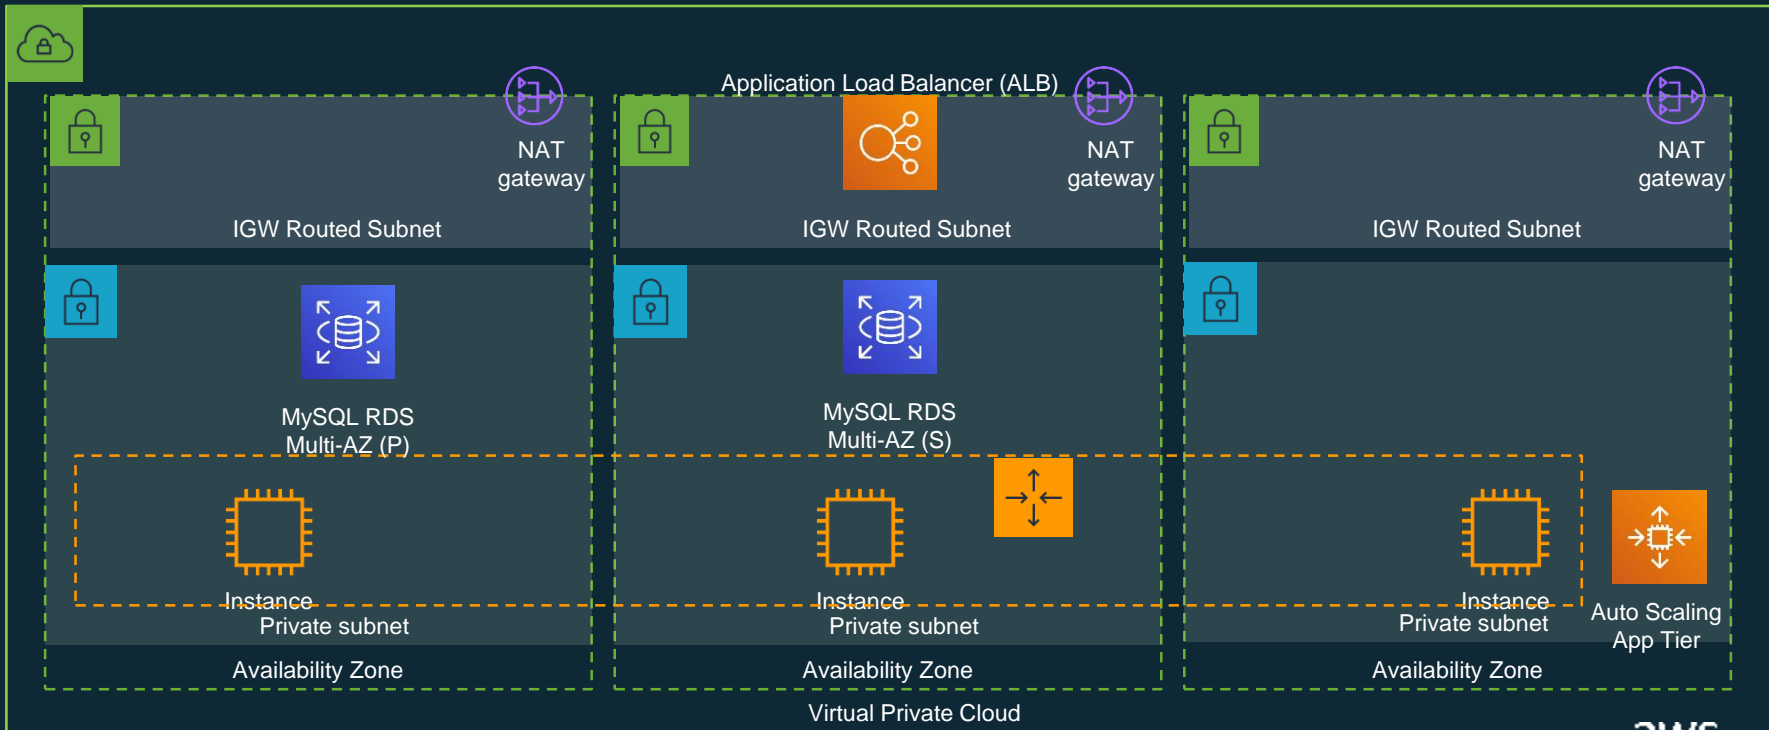 Application Load Balancer (ALB)
NAT
gateway
NAT
gateway
NAT
gateway
IGW Routed Subnet
IGW Routed Subnet
IGW Routed Subnet
MySQL RDS
Multi-AZ (P)
MySQL RDS
Multi-AZ (S)
Instance
Private subnet
Instance
Private subnet
Instance
Private subnet
Auto Scaling
App Tier
Availability Zone
Availability Zone
Availability Zone
Virtual Private Cloud
aws